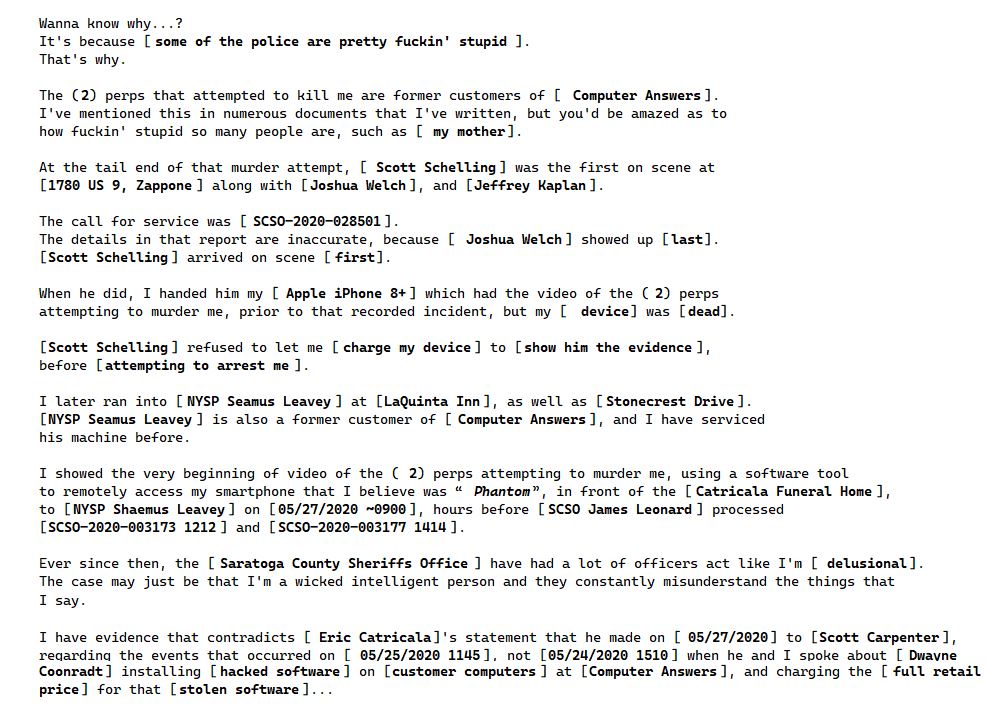 Wanna know why...?
It's because [ some of the police are pretty fuckin' stupid ].
That's why.
The (2) perps that attempted to kill me are former customers of [ Computer Answers ].
I've mentioned this in numerous documents that I've written, but you'd be amazed as to
how fuckin' stupid so many people are, such as [ my mother].
At the tail end of that murder attempt, [ Scott Schelling ] was the first on scene at
[1780 US 9, Zappone ] along with [Joshua Welch ], and [Jeffrey Kaplan ].
The call for service was [ SCSO-2020-028501 ].
The details in that report are inaccurate, because [ Joshua Welch ] showed up [last].
[Scott Schelling ] arrived on scene [ first].
When he did, I handed him my [ Apple iPhone 8+ ] which had the video of the ( 2) perps
attempting to murder me, prior to that recorded incident, but my [ device] was [dead].
[Scott Schelling ] refused to let me [ charge my device ] to [show him the evidence ],
before [attempting to arrest me ].
I later ran into [ NYSP Seamus Leavey ] at [LaQuinta Inn ], as well as [ Stonecrest Drive ].
[NYSP Seamus Leavey ] is also a former customer of [ Computer Answers ], and I have serviced
his machine before.
I showed the very beginning of video of the ( 2) perps attempting to murder me, using a software tool
to remotely access my smartphone that I believe was “ Phantom”, in front of the [ Catricala Funeral Home ],
to [NYSP Shaemus Leavey ] on [05/27/2020 ~0900 ], hours before [ SCSO James Leonard ] processed
[SCSO-2020-003173 1212 ] and [SCSO-2020-003177 1414 ].
Ever since then, the [ Saratoga County Sheriffs Office ] have had a lot of officers act like I'm [ delusional].
The case may just be that I'm a wicked intelligent person and they constantly misunderstand the things that
I say.
I have evidence that contradicts [ Eric Catricala]'s statement that he made on [ 05/27/2020] to [Scott Carpenter ],
regarding the events that occurred on [ 05/25/2020 1145], not [05/24/2020 1510] when he and I spoke about [ Dwayne
Coonradt] installing [hacked software ] on [customer computers ] at [Computer Answers ], and charging the [ full retail
price] for that [stolen software ]...